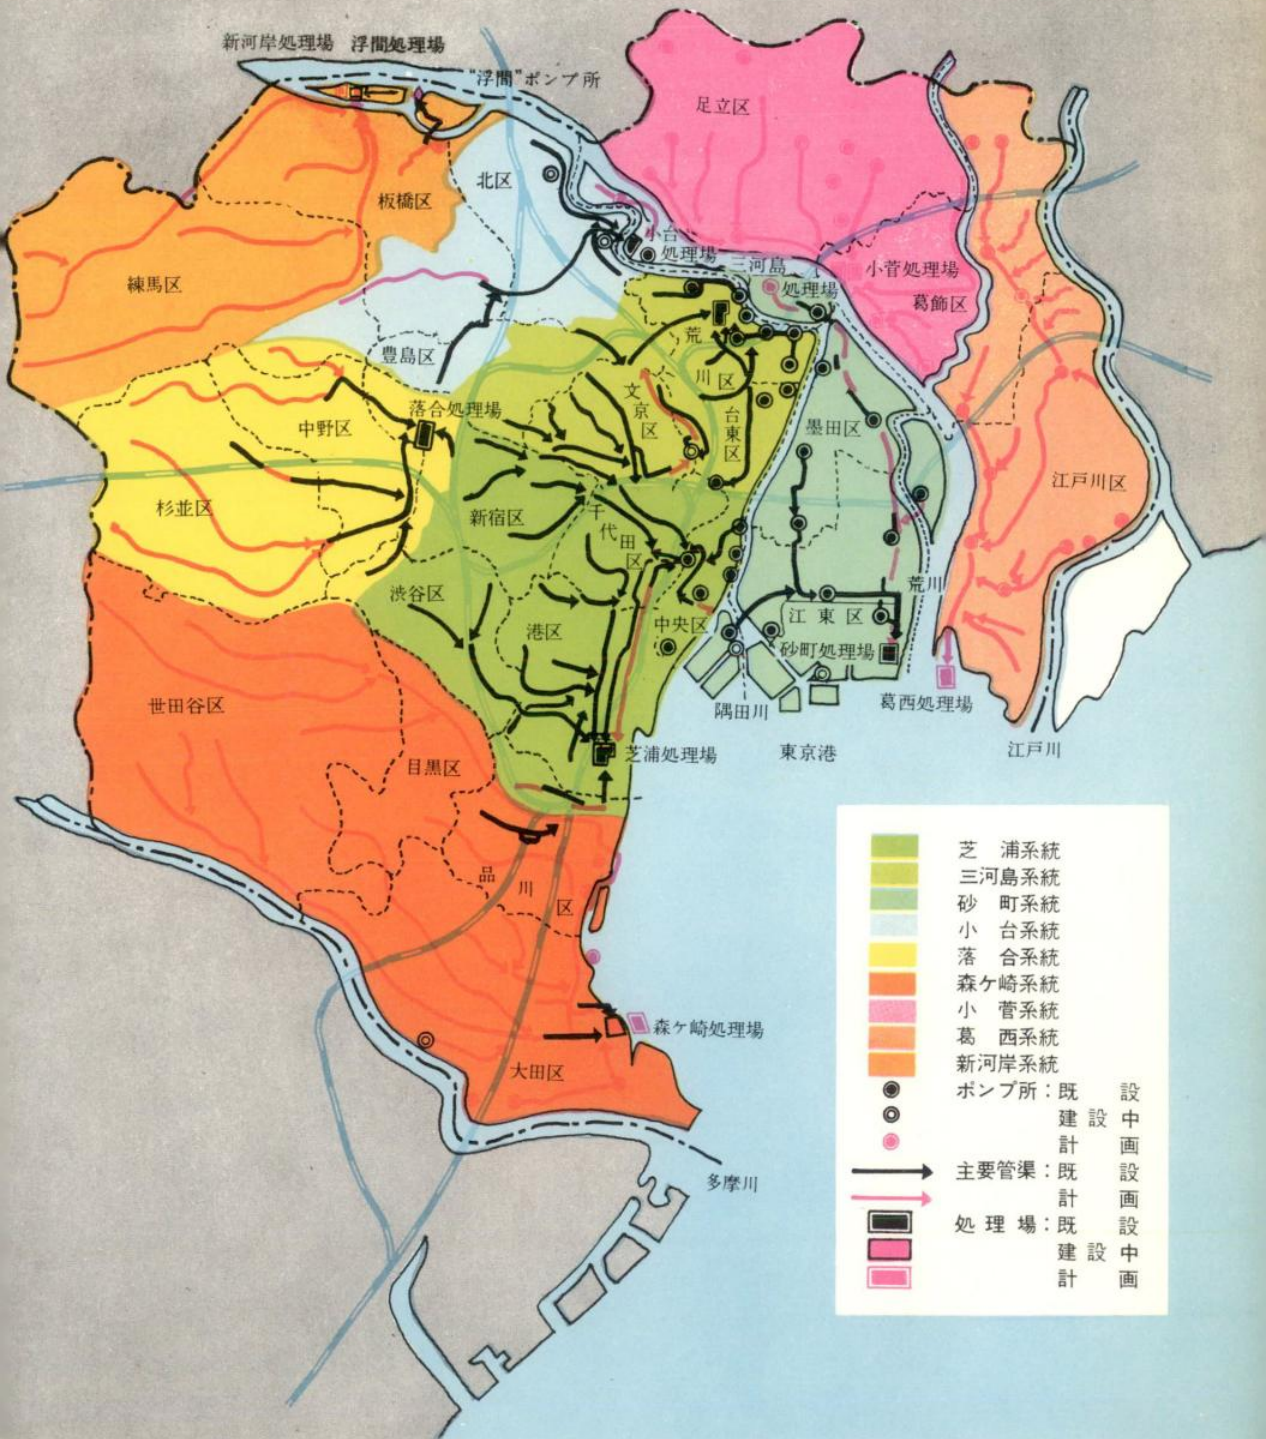 新河岸処理場 浮間処理場
"浮間"ポンプ所
足立区
北区
板橋区
小台
処理場
三河島
処理場
小菅処理場
葛飾区
練馬区
豊島区
荒
川
区
文
京
区
台
東
区
落合処理場
中野区
墨田区
江戸川区
杉並区
新宿区
千
代
田
区
渋谷区
港区
中央区
江東区
荒川
砂町処理場
世田谷区
隅田川
葛西処理場
芝浦処理場
東京港
江戸川
目黒区
品
川
区
森ケ崎処理場
大田区
多摩川
芝 浦系統
三河島系統
砂 町系統
小 台系統
落 合系統
森ケ崎系統
小 菅系統
葛 西系統
新河岸系統
ポンプ所:既 設
建 設 中
計 画
主要管渠:既 設
計 画
処 理 場:既 設
建 設 中
計 画